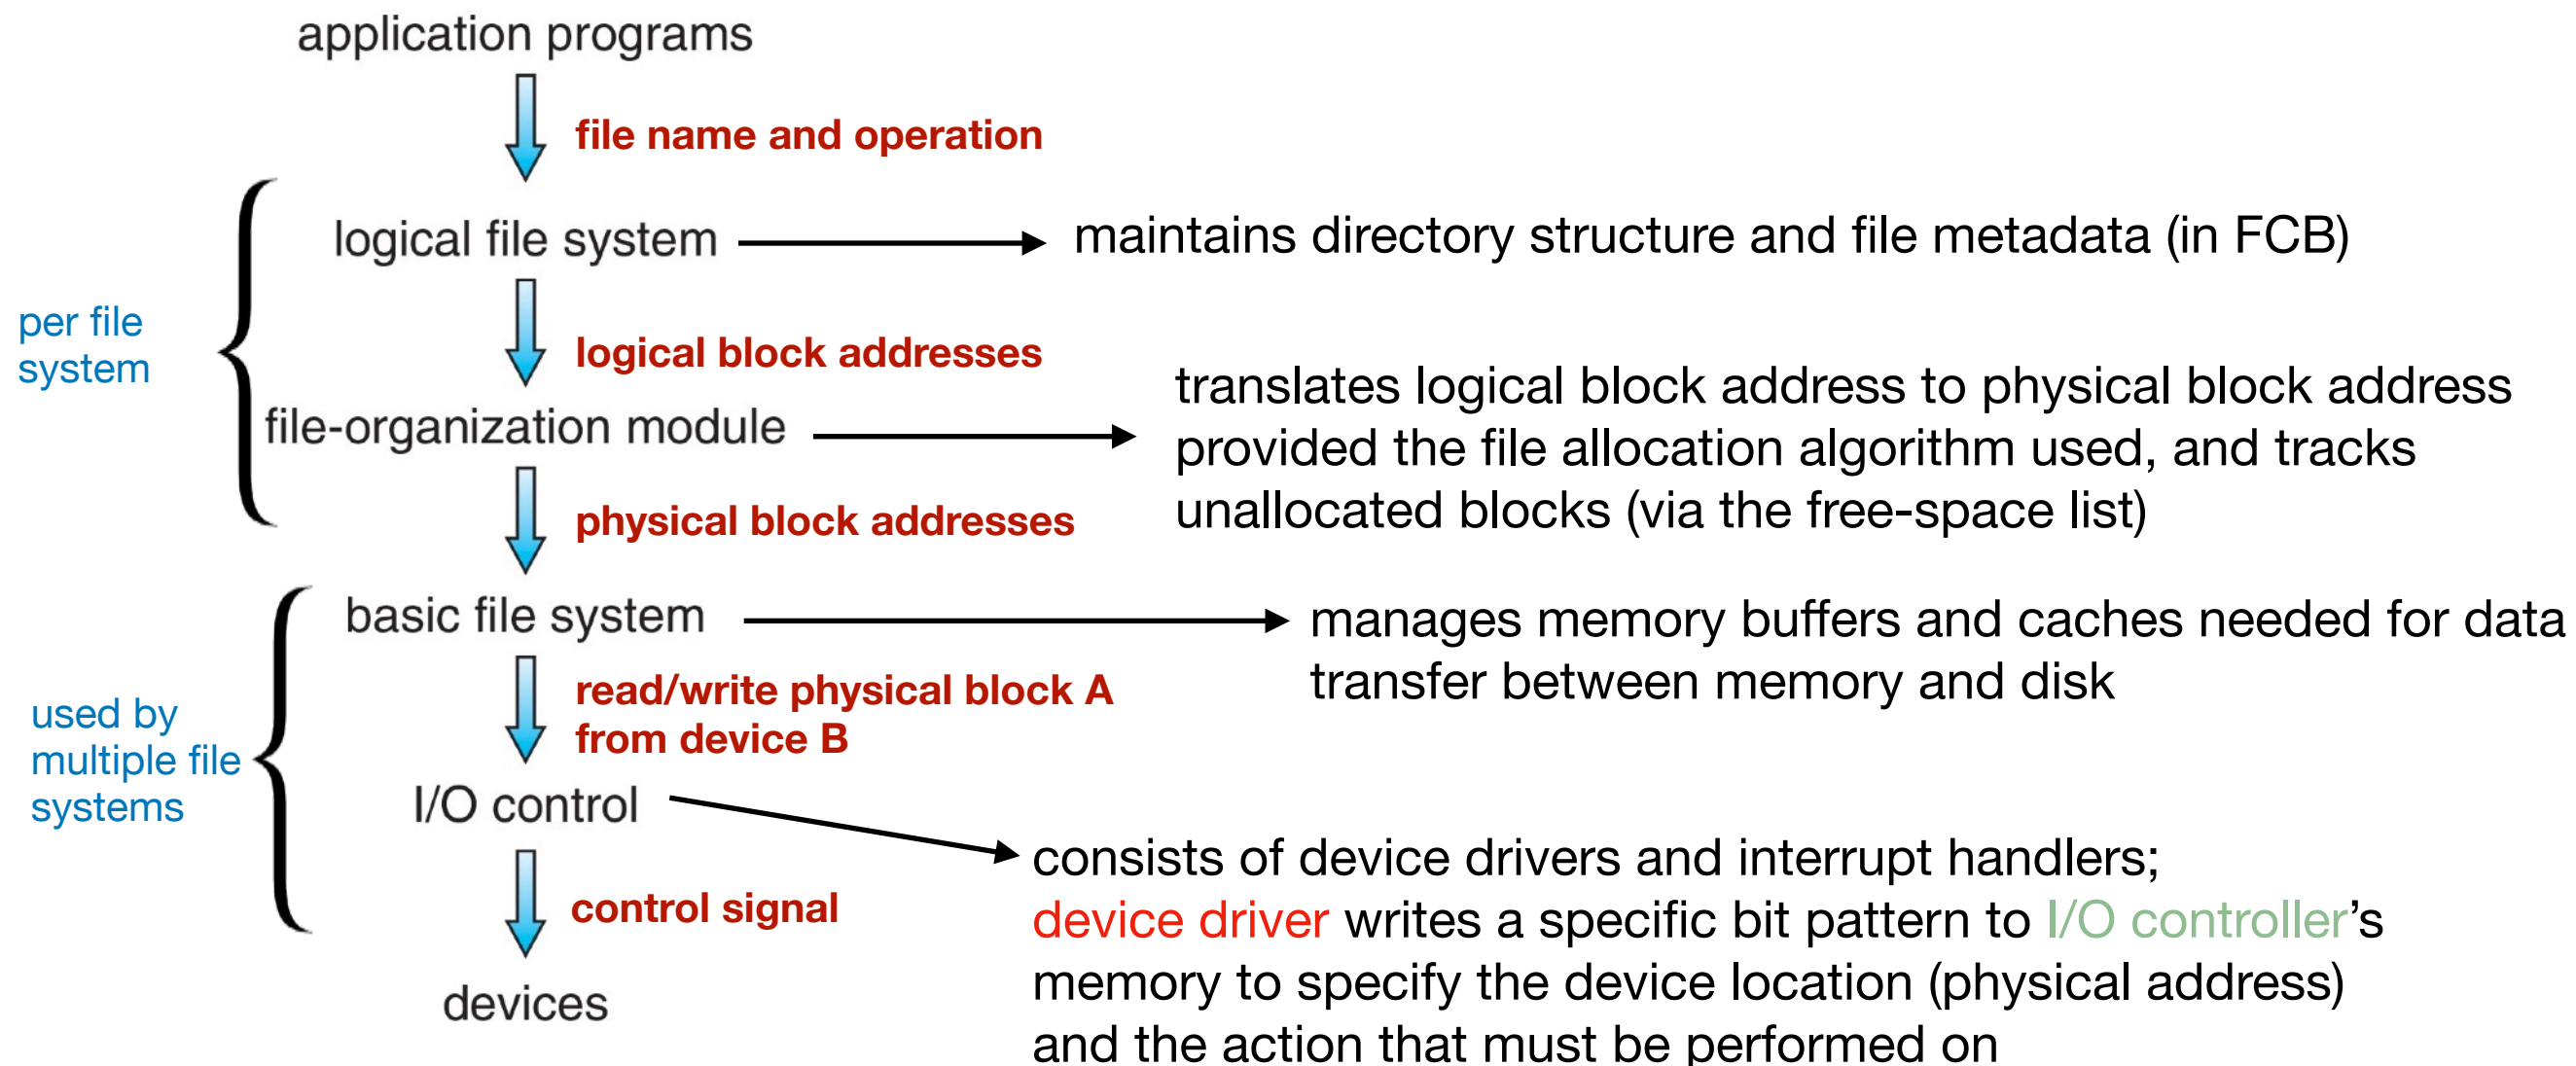 application programs
file name and operation
logical file system
maintains directory structure and file metadata (in FCB)
per file
system
logical block addresses
file-organization module
translates logical block address to physical block address
provided the file allocation algorithm used, and tracks
unallocated blocks (via the free-space list)
physical block addresses
basic file system
manages memory buffers and caches needed for data
transfer between memory and disk
read/write physical block A
from device B
used by
multiple file
systems
I/O control
consists of device drivers and interrupt handlers;
device driver writes a specific bit pattern to I/O controller’s
memory to specify the device location (physical address)
and the action that must be performed on
control signal
devices